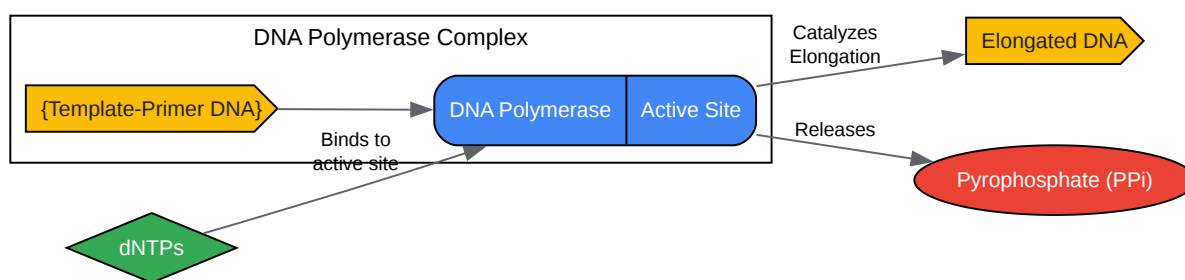 DNA Polymerase Complex
Catalyzes
Elongation
Elongated DNA
{Template-Primer DNA}
DNA Polymerase
Active Site
Binds to
active site
Releases
Pyrophosphate (PPi)
dNTPs